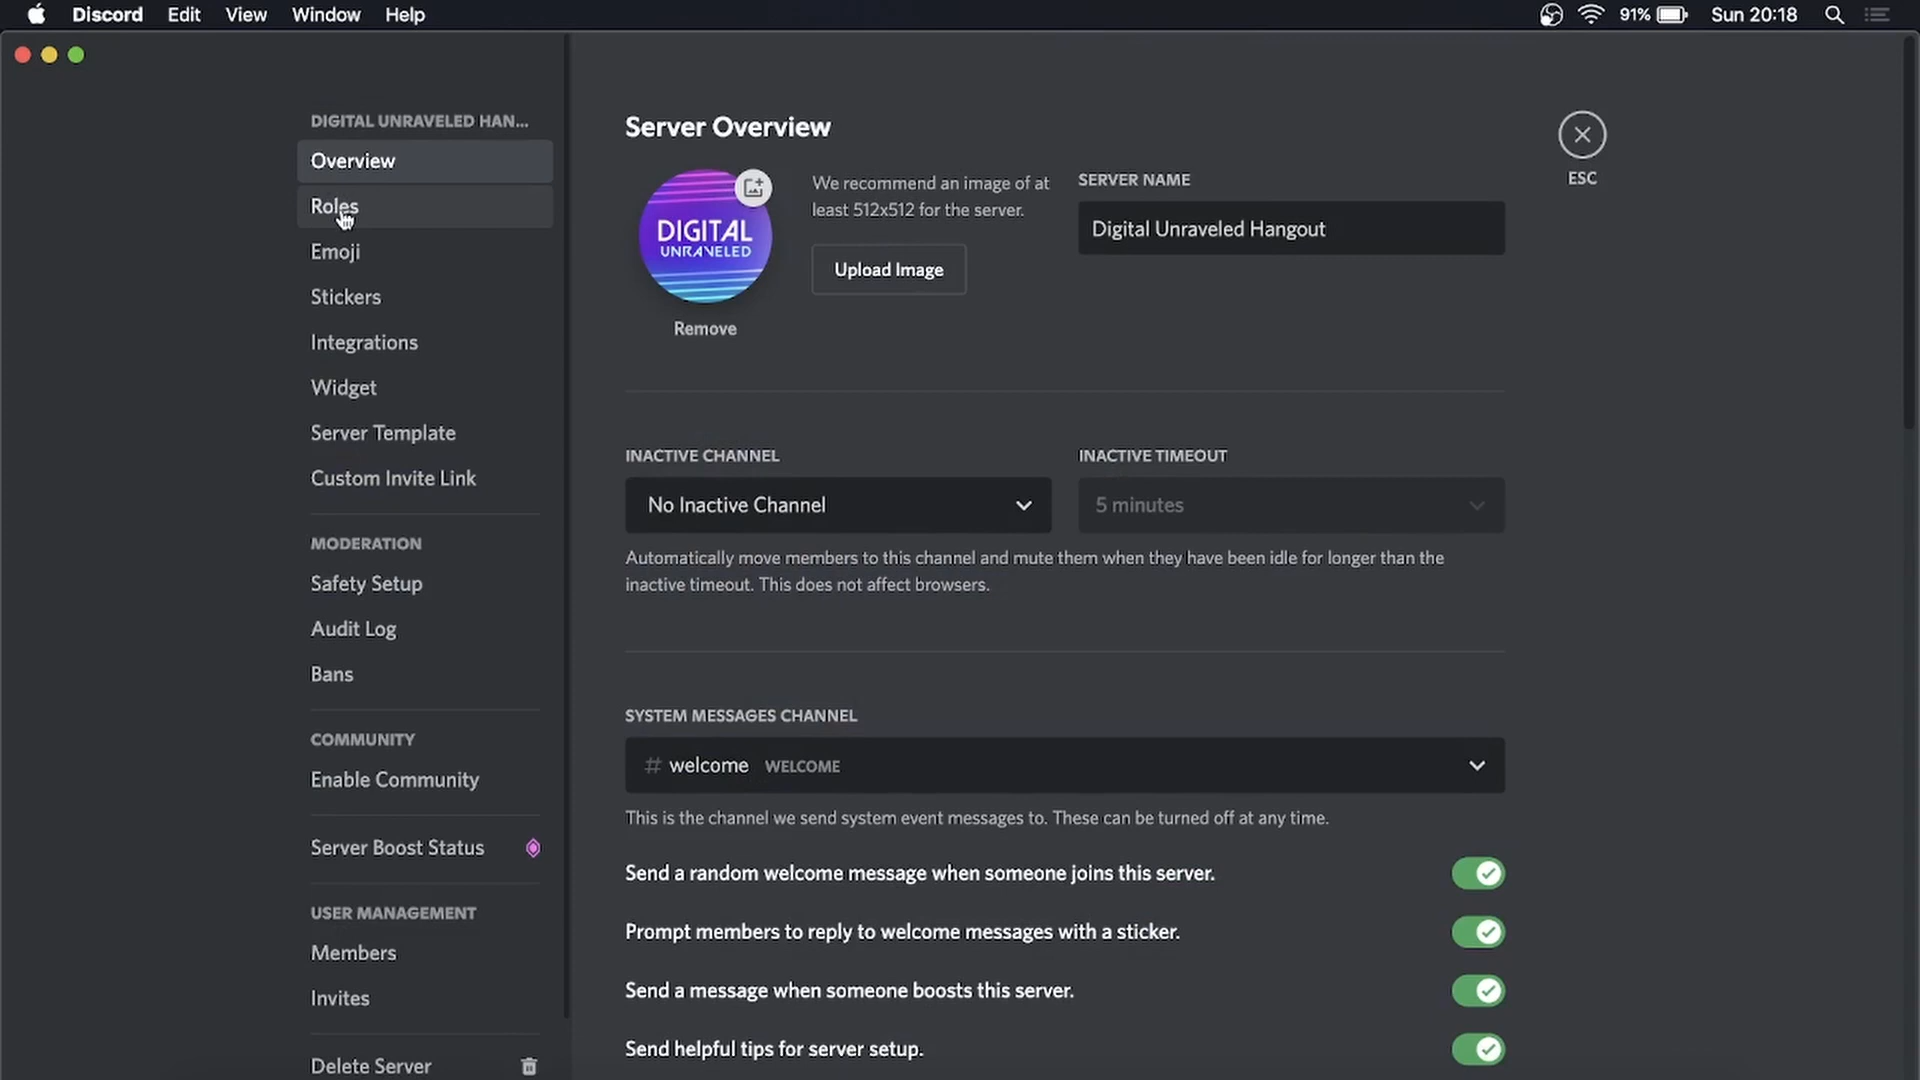 Discord Edit View Window Help 91% Sun 20:18
DIGITAL UNRAVELED HAN...
Overview
Roles
Emoji
Stickers
Integrations
Widget
Server Template
Custom Invite Link
MODERATION
Safety Setup
Audit Log
Bans
COMMUNITY
Enable Community
Server Boost Status
USER MANAGEMENT
Members
Invites
Delete Server
Server Overview
DIGITAL
UNRAVELED
Remove
We recommend an image of at
least 512x512 for the server.
Upload Image
SERVER NAME
Digital Unraveled Hangout
ESC
INACTIVE CHANNEL
No Inactive Channel
INACTIVE TIMEOUT
5 minutes
Automatically move members to this channel and mute them when they have been idle for longer than the
inactive timeout. This does not affect browsers.
SYSTEM MESSAGES CHANNEL
# welcome WELCOME
This is the channel we send system event messages to. These can be turned off at any time.
Send a random welcome message when someone joins this server.
Prompt members to reply to welcome messages with a sticker.
Send a message when someone boosts this server.
Send helpful tips for server setup.